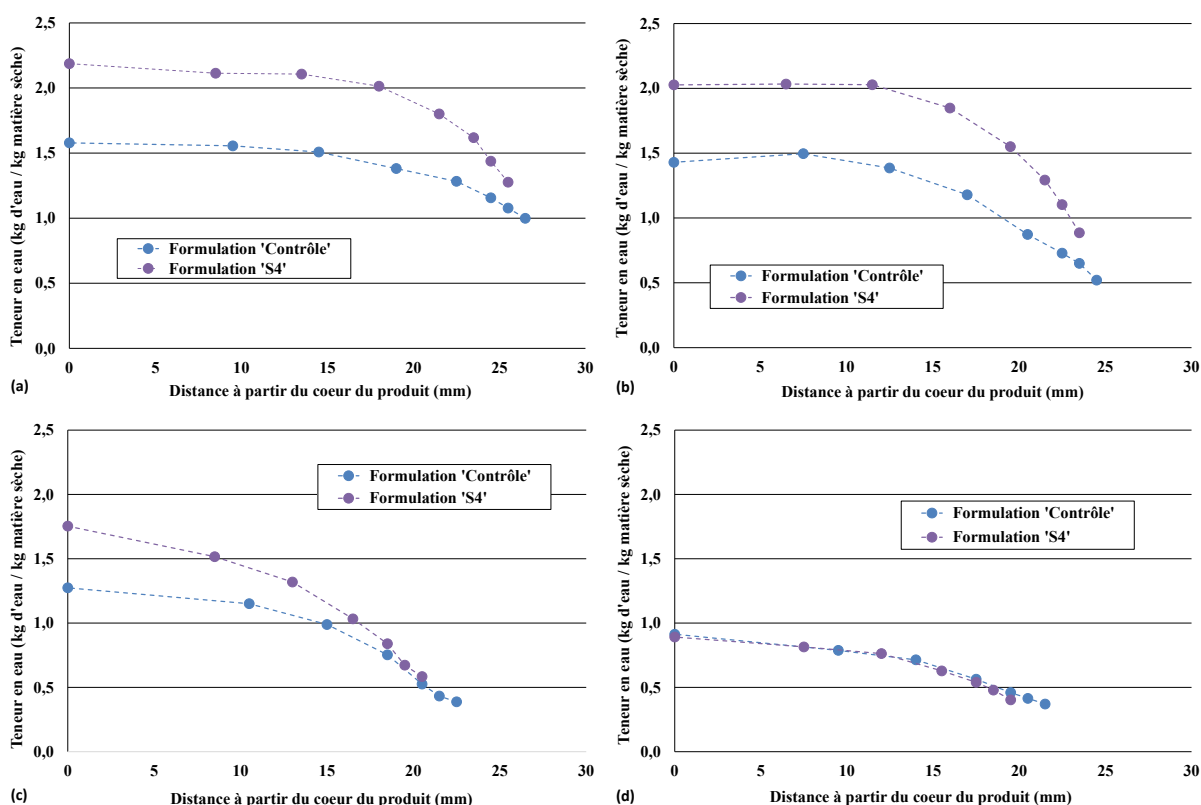 2,5
2,0
1,5
1,0
0,5
0,0
Teneur en eau (kg d'eau / kg matière sèche)
Formulation 'Contrôle'
Formulation 'S4'
0 5 10 15 20 25 30
(a) Distance à partir du coeur du produit (mm)
2,5
2,0
1,5
1,0
0,5
0,0
Teneur en eau (kg d'eau / kg matière sèche)
Formulation 'Contrôle'
Formulation 'S4'
0 5 10 15 20 25 30
(b) Distance à partir du coeur du produit (mm)
2,5
2,0
1,5
1,0
0,5
0,0
Teneur en eau (kg d'eau / kg matière sèche)
Formulation 'Contrôle'
Formulation 'S4'
0 5 10 15 20 25 30
(c) Distance à partir du coeur du produit (mm)
2,5
2,0
1,5
1,0
0,5
0,0
Teneur en eau (kg d'eau / kg matière sèche)
Formulation 'Contrôle'
Formulation 'S4'
0 5 10 15 20 25 30
(d) Distance à partir du coeur du produit (mm)